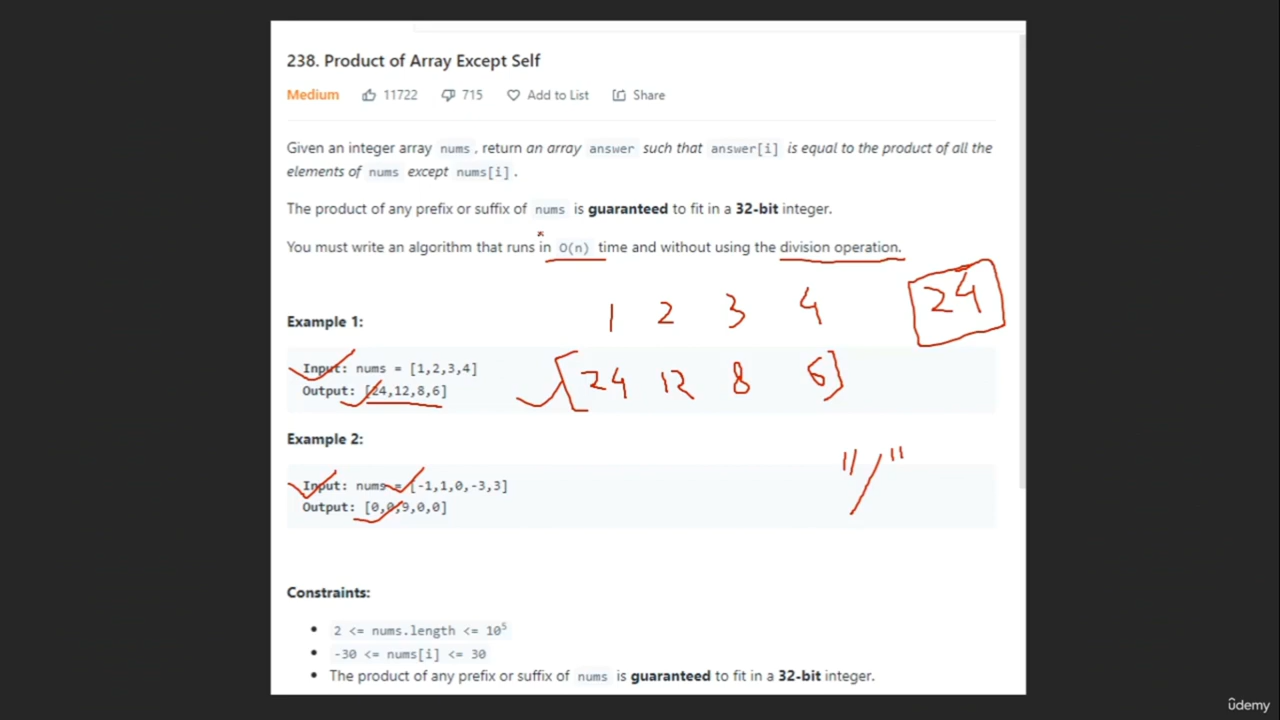 238. Product of Array Except Self
Medium 11722 715 Add to List Share
Given an integer array nums, return an array answer such that answer[i] is equal to the product of all the
elements of nums except nums[i].
The product of any prefix or suffix of nums is guaranteed to fit in a 32-bit integer.
You must write an algorithm that runs in O(n) time and without using the division operation.
1 2 3 4 24
Example 1:
Input: nums = [1,2,3,4]
Output: [24,12,8,6]
[24 12 8 6]
Example 2:
"/"
Input: nums = [-1,1,0,-3,3]
Output: [0,0,9,0,0]
Constraints:
• 2 <= nums.length <= 10⁵
• -30 <= nums[i] <= 30
• The product of any prefix or suffix of nums is guaranteed to fit in a 32-bit integer.
ûdemy